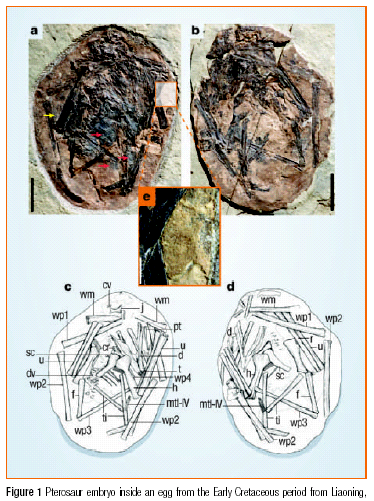 a
b
e
c
cv
wm
j
wm
wp1
pt
sc
cr
u
u
d
t
dv
wp4
wp2
h
f
mtI-IV
ti
wp3
wp2
d
wm
wp1
wp2
d
f
u
h
sc
mtI-IV
f
ti
wp3
wp2
Figure 1 Pterosaur embryo inside an egg from the Early Cretaceous period from Liaoning,